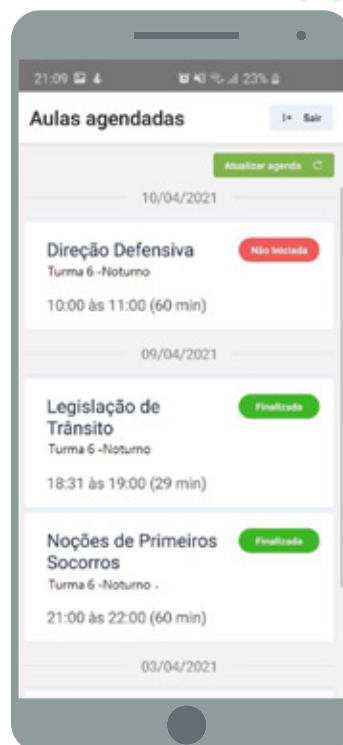 21:09 23%
Aulas agendadas
Sair
Atualizar agenda
10/04/2021
Direção Defensiva
Não Iniciada
Turma 6 -Noturno
10:00 às 11:00 (60 min)
09/04/2021
Legislação de
Trânsito
Finalizada
Turma 6 -Noturno
18:31 às 19:00 (29 min)
Noções de Primeiros
Socorros
Finalizada
Turma 6 -Noturno .
21:00 às 22:00 (60 min)
03/04/2021